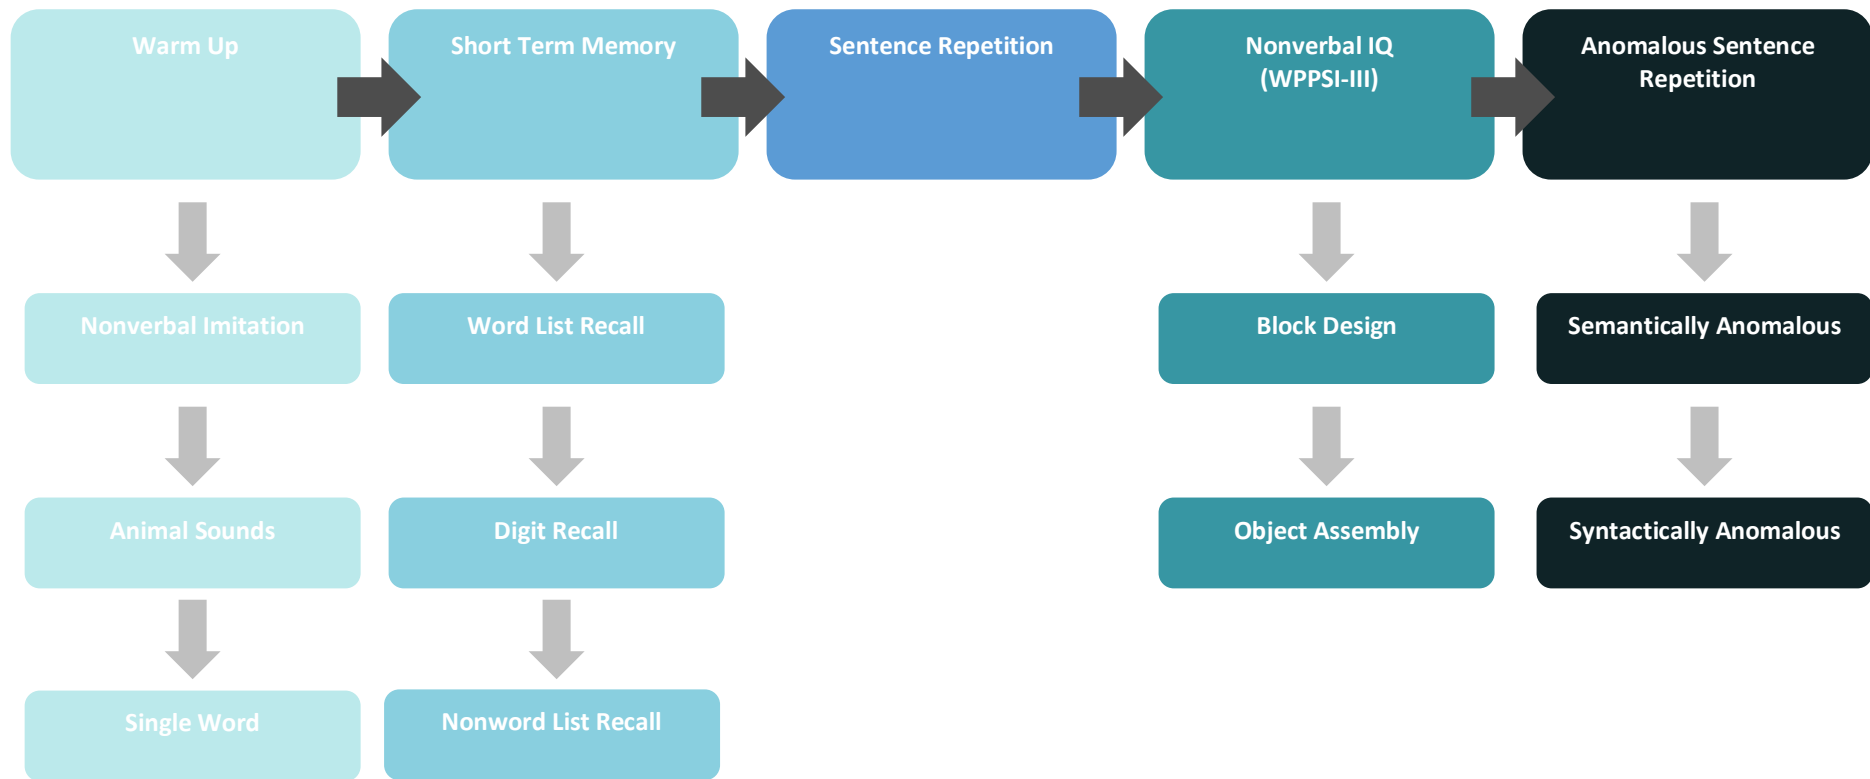 Warm Up
Short Term Memory
Sentence Repetition
Nonverbal IQ
(WPPSI-III)
Anomalous Sentence
Repetition
Nonverbal Imitation
Word List Recall
Block Design
Semantically Anomalous
Animal Sounds
Digit Recall
Object Assembly
Syntactically Anomalous
Single Word
Nonword List Recall